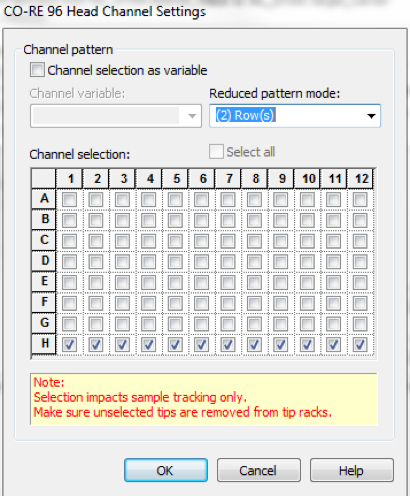 CO-RE 96 Head Channel Settings
Channel pattern
Channel selection as variable
Channel variable:
Reduced pattern mode:
(2) Row(s)
Channel selection:
Select all
1 2 3 4 5 6 7 8 9 10 11 12
A
B
C
D
E
F
G
H
Note:
Selection impacts sample tracking only.
Make sure unselected tips are removed from tip racks.
OK Cancel Help